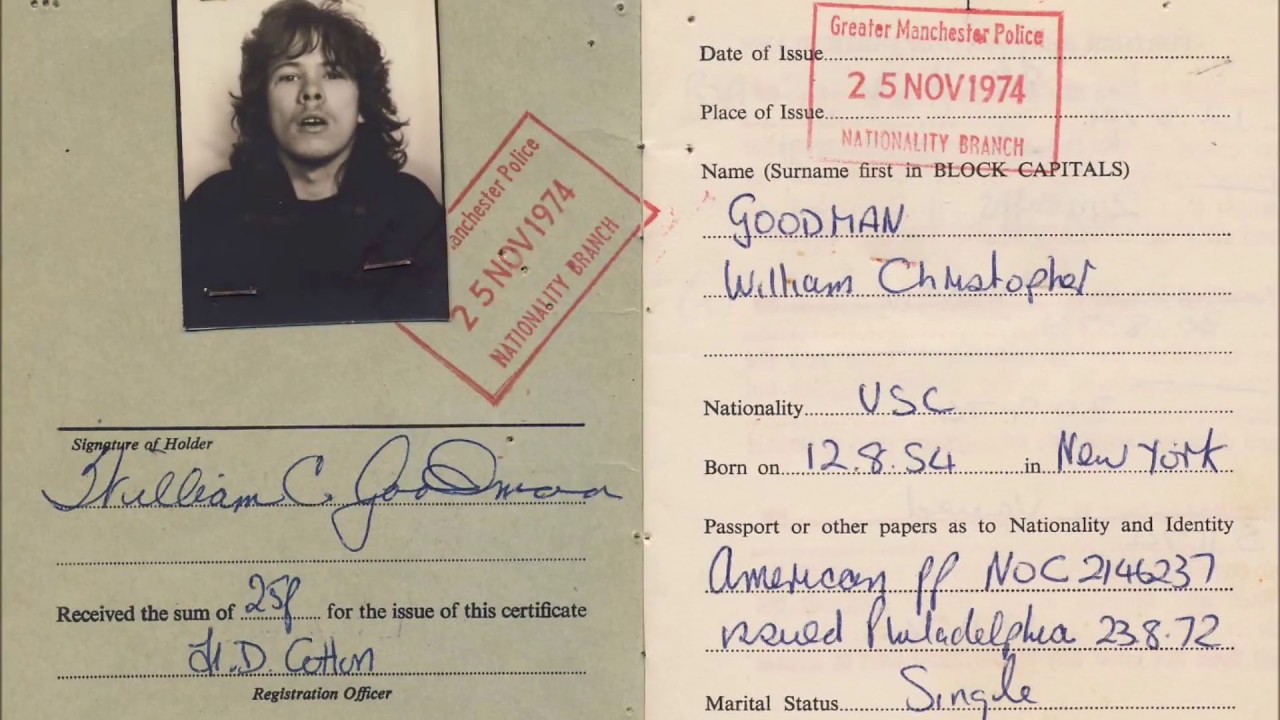 anchester Police
25 NOV 1974
NATIONALITY BRANCH
Signature of Holder
William C. Goodman
Received the sum of 25p for the issue of this certificate
H.D. Cotton
Registration Officer
Greater Manchester Police
25 NOV 1974
NATIONALITY BRANCH
Date of Issue
Place of Issue
Name (Surname first in BLOCK CAPITALS)
GOODMAN
William Christopher
Nationality USC
Born on 12.8.54 in New York
Passport or other papers as to Nationality and Identity
American pp NO C2146237
issued Philadelphia 23.8.72
Marital Status Single